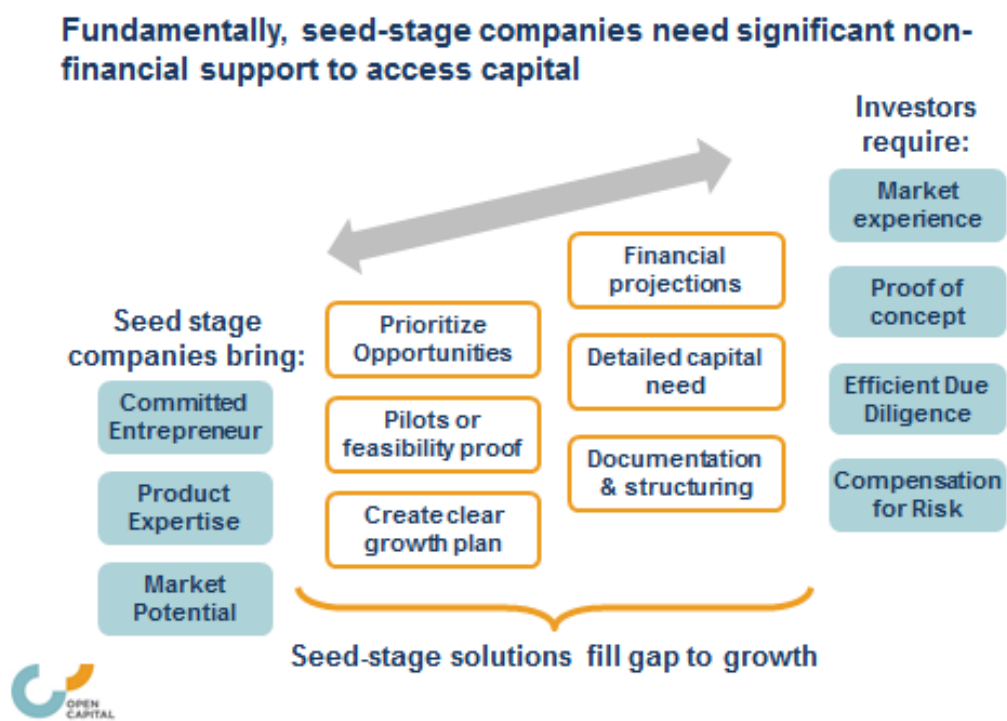 Fundamentally, seed-stage companies need significant non-
financial support to access capital
Investors
require:
Market
experience
Proof of
concept
Efficient Due
Diligence
Compensation
for Risk
Financial
projections
Detailed capital
need
Documentation
& structuring
Prioritize
Opportunities
Pilots or
feasibility proof
Create clear
growth plan
Seed stage
companies bring:
Committed
Entrepreneur
Product
Expertise
Market
Potential
Seed-stage solutions fill gap to growth
OPEN
CAPITAL